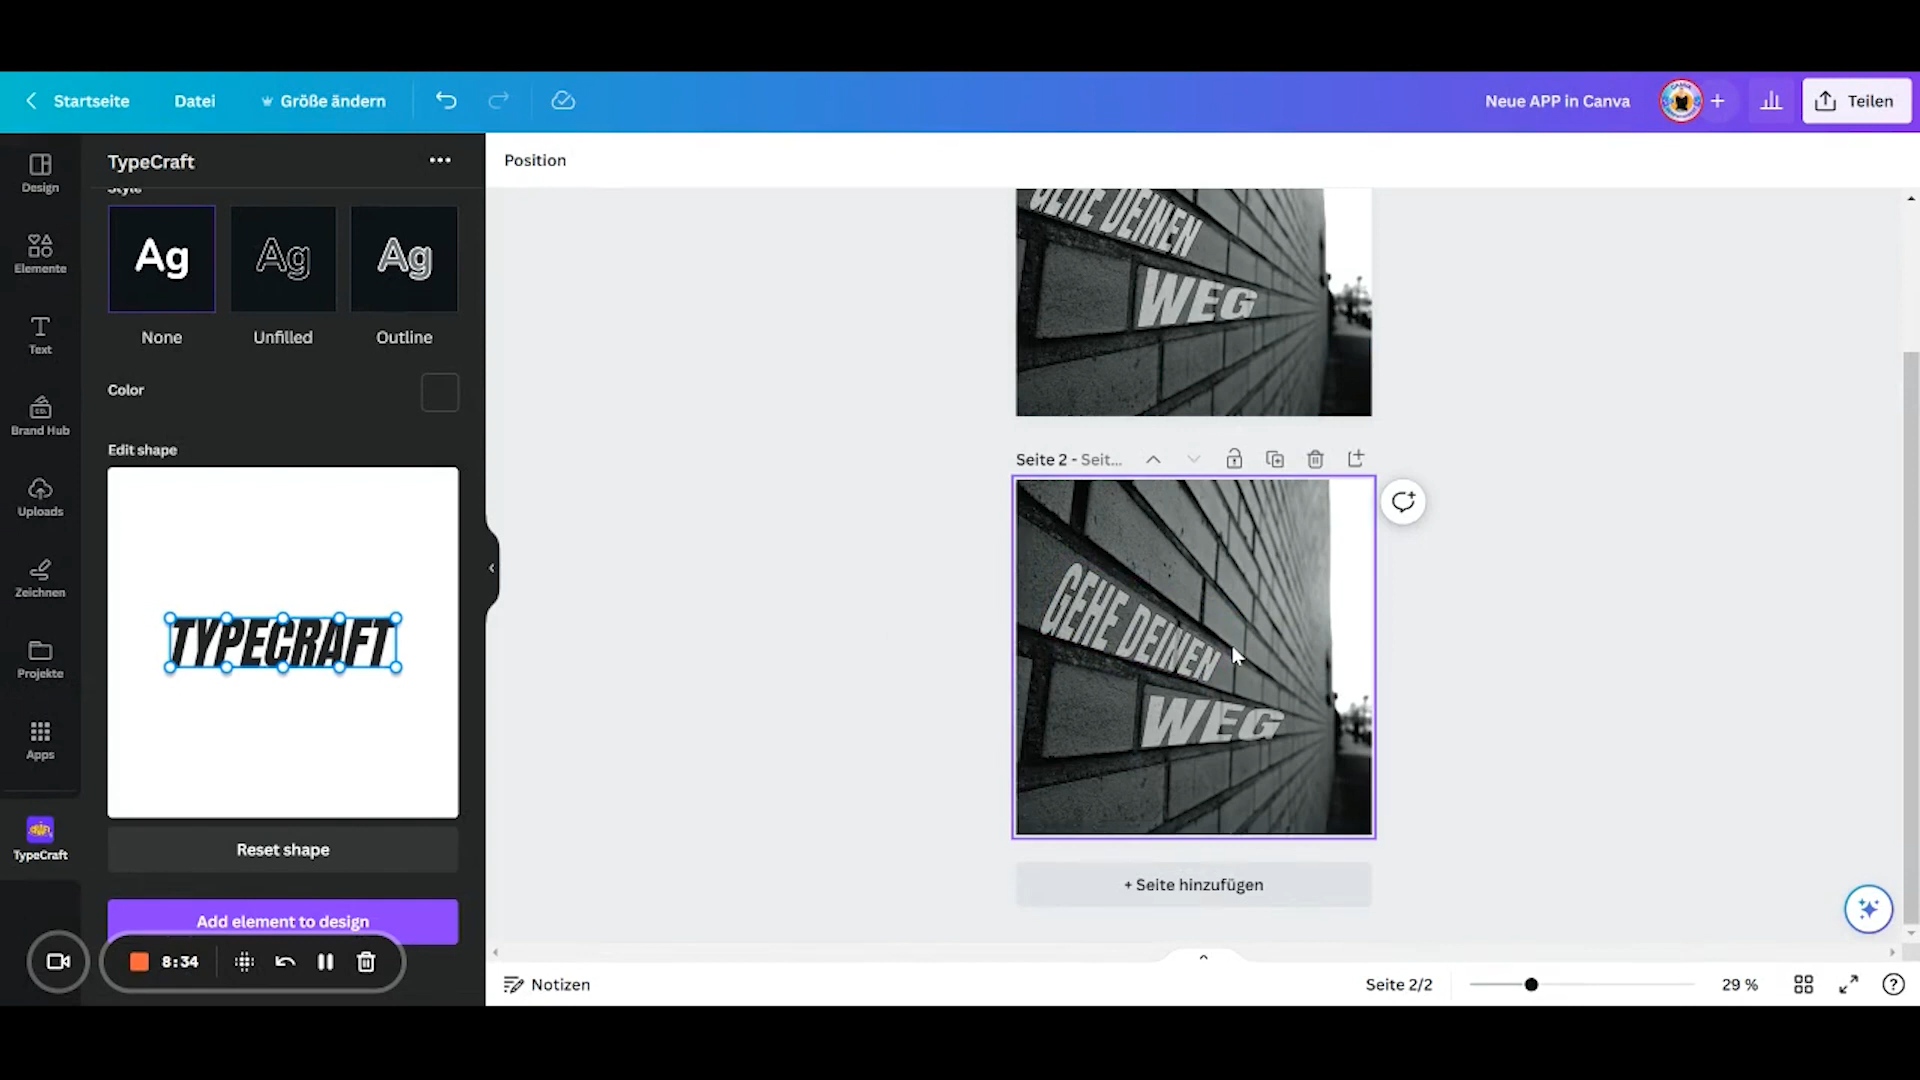 Startseite
Datei
Größe ändern
Neue APP in Canva
Teilen
Design
Elemente
Text
Brand Hub
Uploads
Zeichnen
Projekte
Apps
TypeCraft
TypeCraft
Style
Ag
Ag
Ag
None
Unfilled
Outline
Color
Edit shape
TYPECRAFT
Reset shape
Add element to design
8:34
Position
GEHE DEINEN
WEG
Seite 2 - Seit...
GEHE DEINEN
WEG
+ Seite hinzufügen
Notizen
Seite 2/2
29 %